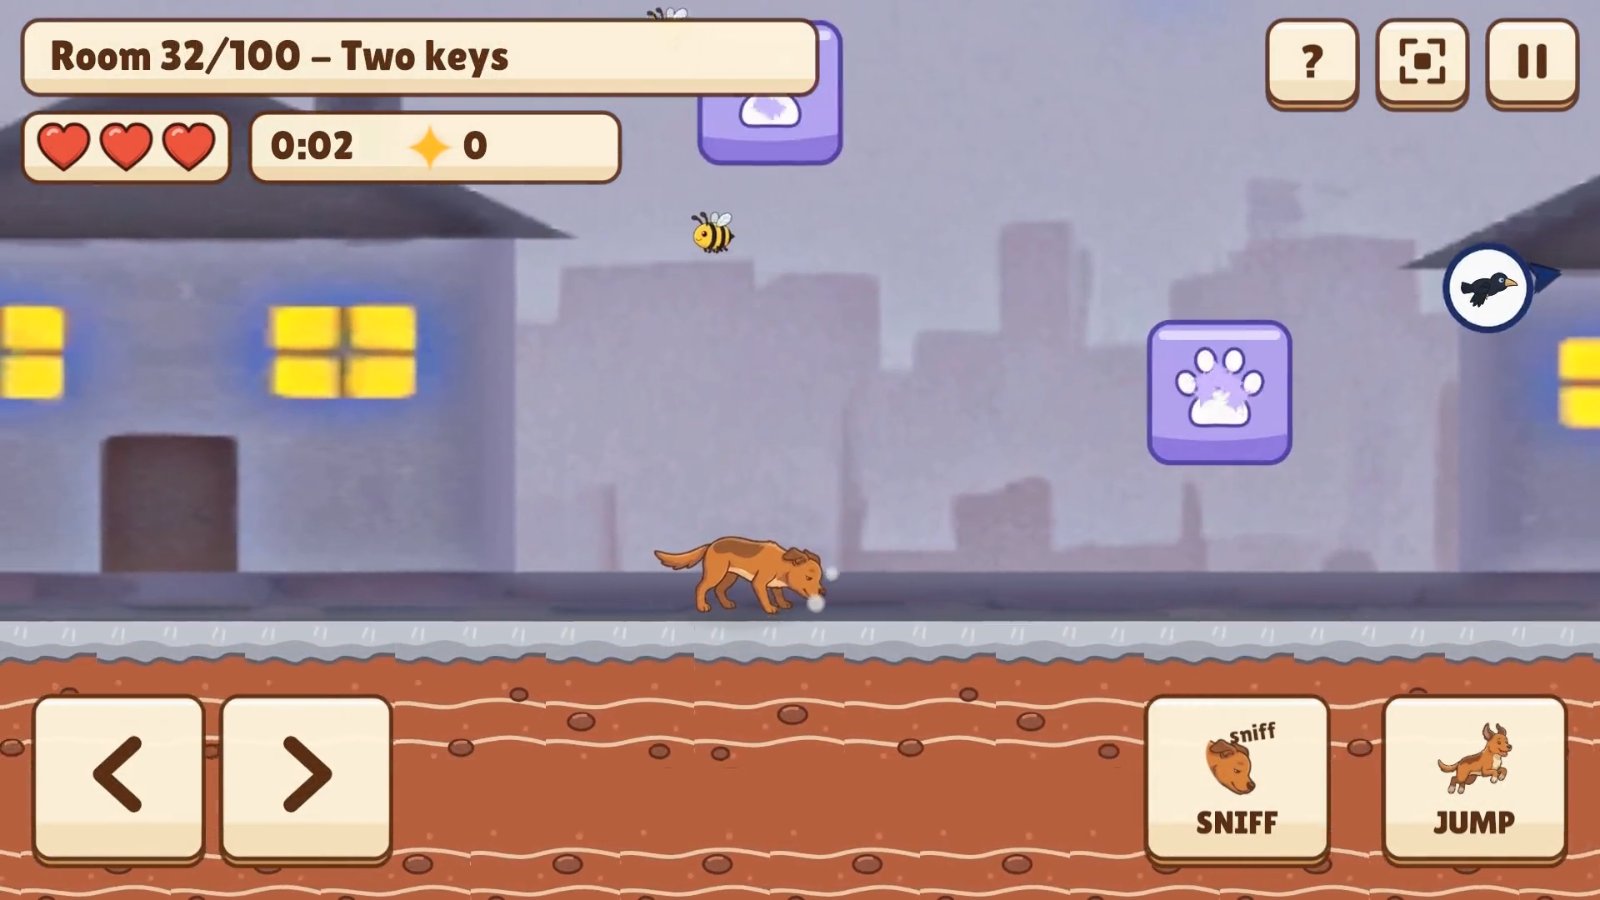 Room 32/100 – Two keys
?
0:02 0
sniff
SNIFF
JUMP